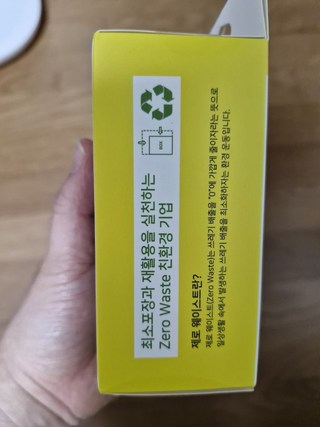 최소포장과 재활용을 실천하는
Zero Waste 친환경 기업
BOX
제로 웨이스트란?
제로 웨이스트(Zero Waste)는 쓰레기 배출을 '0'에 가깝게 줄이자라는 뜻으로
일상생활 속에서 발생하는 쓰레기 배출을 최소화하자는 환경 운동입니다.